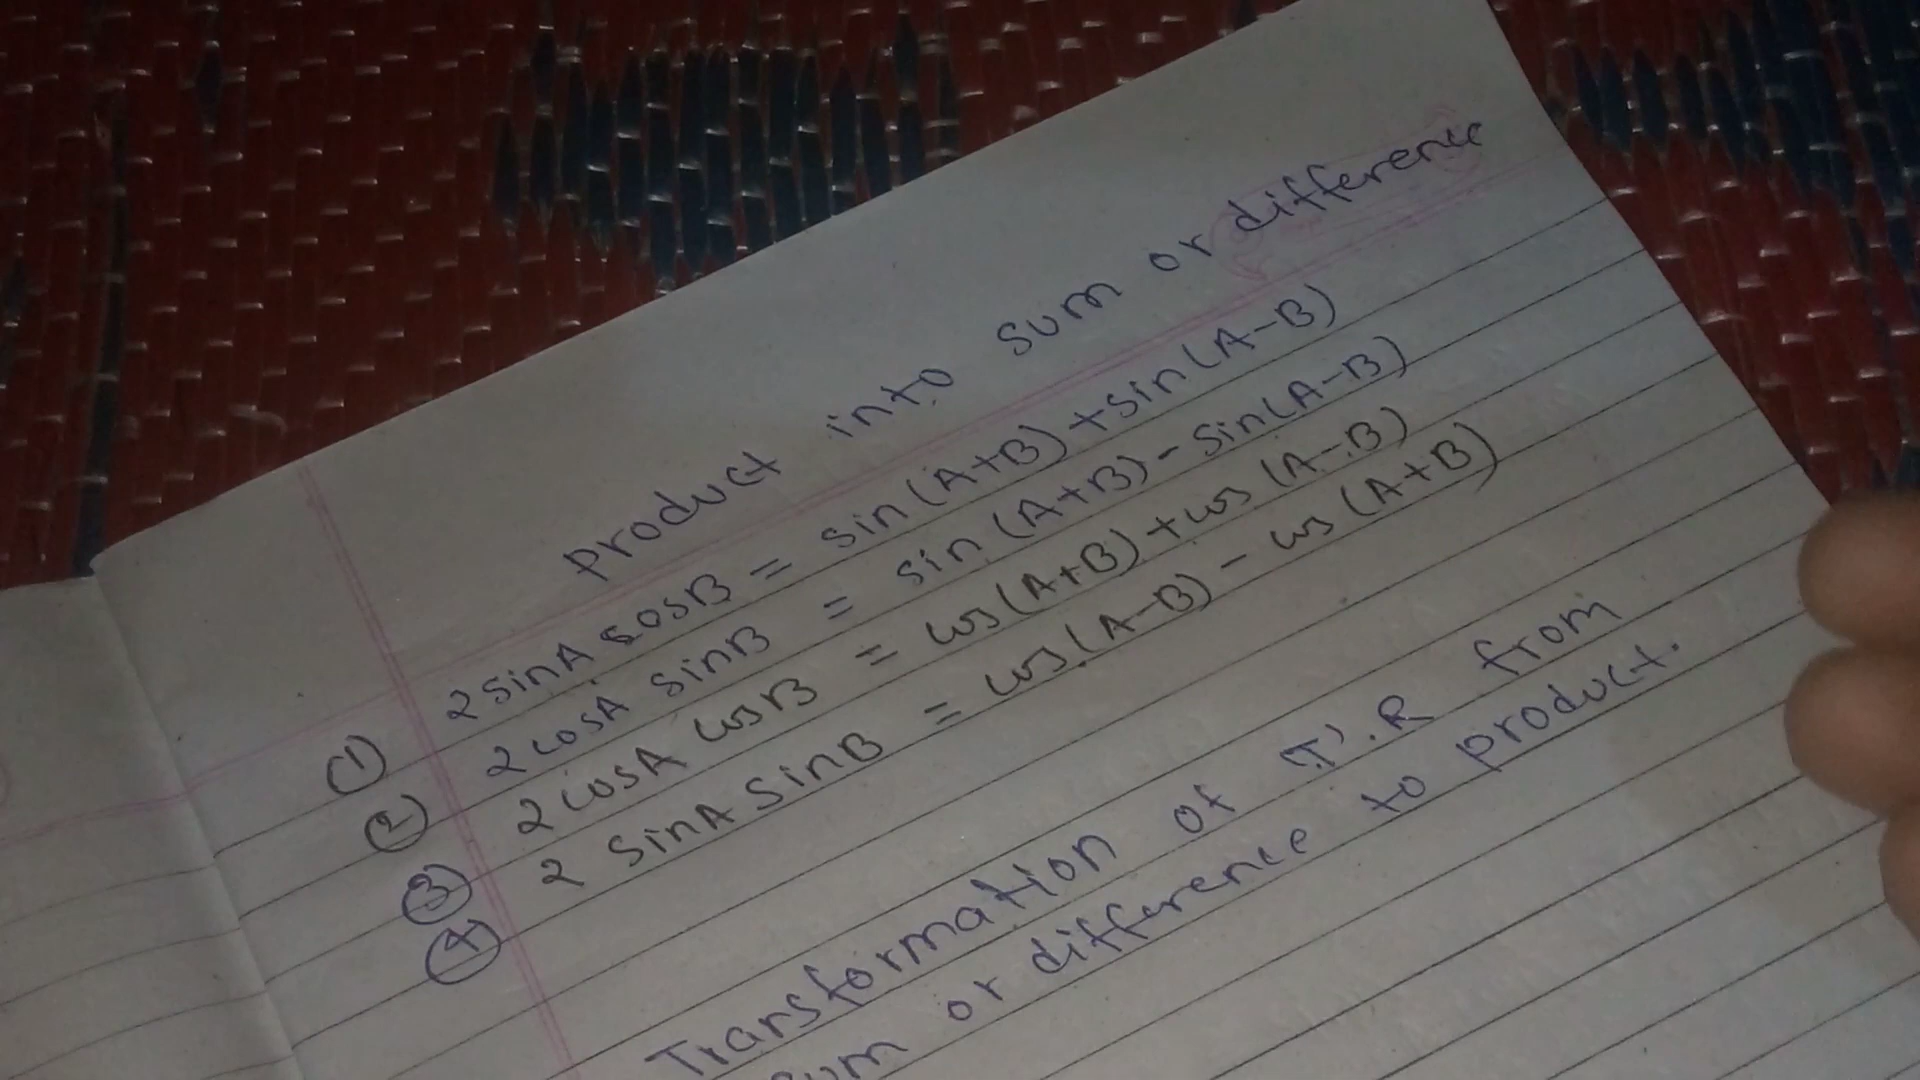 Product into sum or difference
① 2 sinA cosB = sin(A+B) + sin(A-B)
② 2 cosA sinB = sin (A+B) - sin(A-B)
③ 2 cosA cosB = cos(A+B) + cos (A-B)
④ 2 sinA sinB = cos(A-B) - cos (A+B)
Transformation of T'.R from
sum or difference to product.